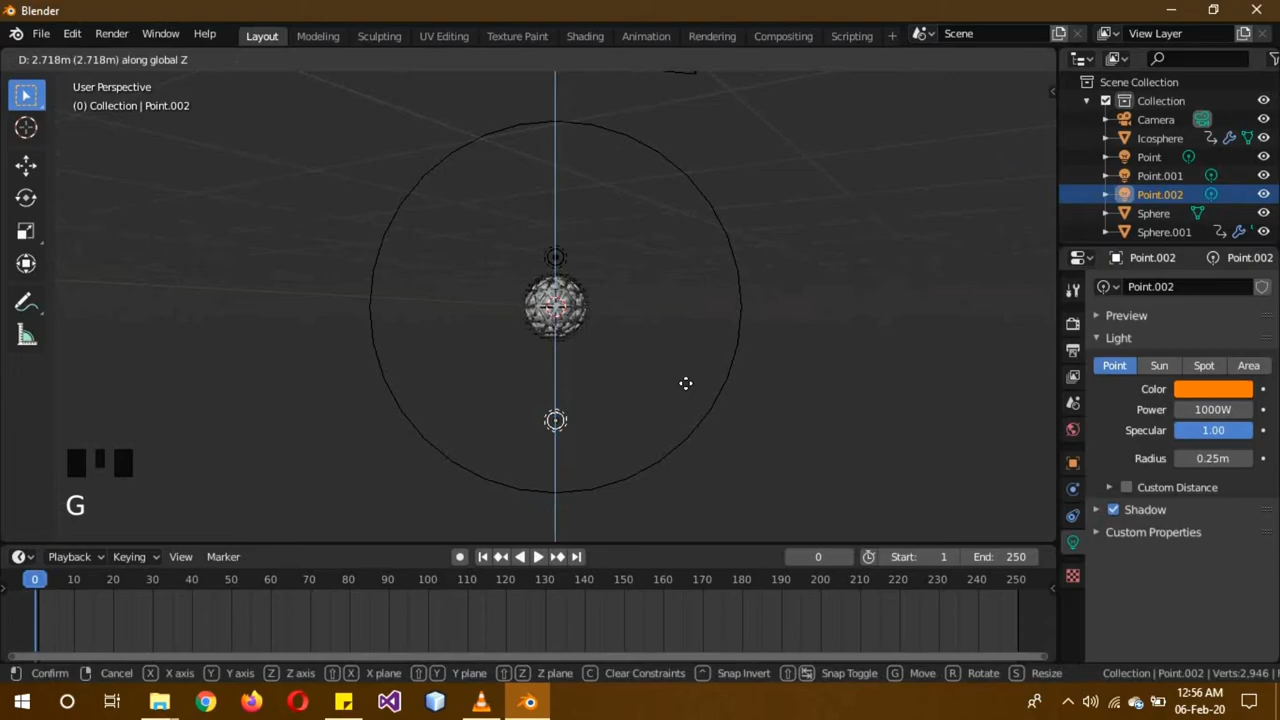 Blender
File Edit Render Window Help Layout Modeling Sculpting UV Editing Texture Paint Shading Animation Rendering Compositing Scripting Scene View Layer
D: 2.718m (2.718m) along global Z
User Perspective
(0) Collection | Point.002
Scene Collection
Collection
Camera
Icosphere
Point
Point.001
Point.002
Sphere
Sphere.001
Point.002 Point.002
Point.002
Preview
Light
Point Sun Spot Area
Color
Power 1000W
Specular 1.00
Radius 0.25m
Custom Distance
Shadow
Custom Properties
G
Playback Keying View Marker 0 Start: 1 End: 250
0 10 20 30 40 50 60 70 80 90 100 110 120 130 140 150 160 170 180 190 200 210 220 230 240 250
Confirm Cancel X X axis Y Y axis Z Z axis X X plane Y Y plane Z Z plane C Clear Constraints Snap Invert Snap Toggle G Move R Rotate S Resize Collection | Point.002 | Verts:2,946 |
12:56 AM
06-Feb-20